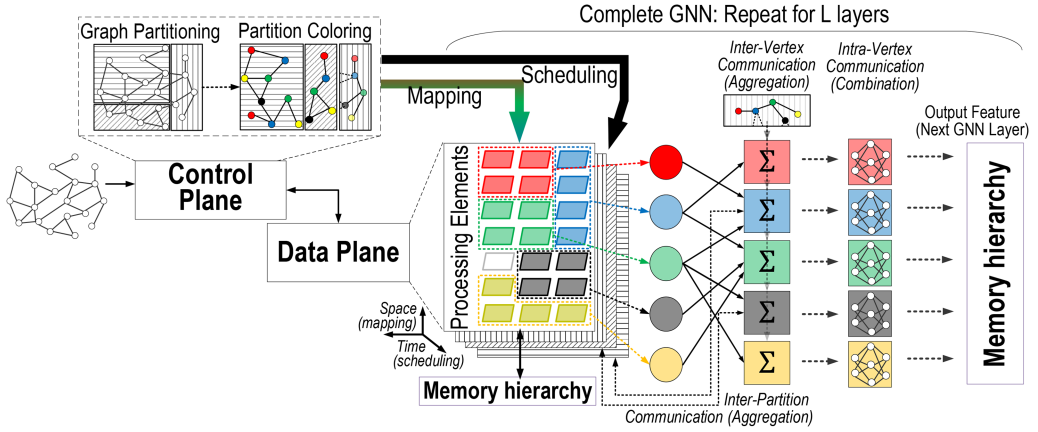 Complete GNN: Repeat for L layers
Graph Partitioning
Partition Coloring
Scheduling
Mapping
Inter-Vertex
Communication
(Aggregation)
Intra-Vertex
Communication
(Combination)
Output Feature
(Next GNN Layer)
Control
Plane
Data Plane
Processing Elements
Σ
Σ
Σ
Σ
Σ
Memory hierarchy
Space
(mapping)
Time
(scheduling)
Memory hierarchy
Inter-Partition
Communication (Aggregation)